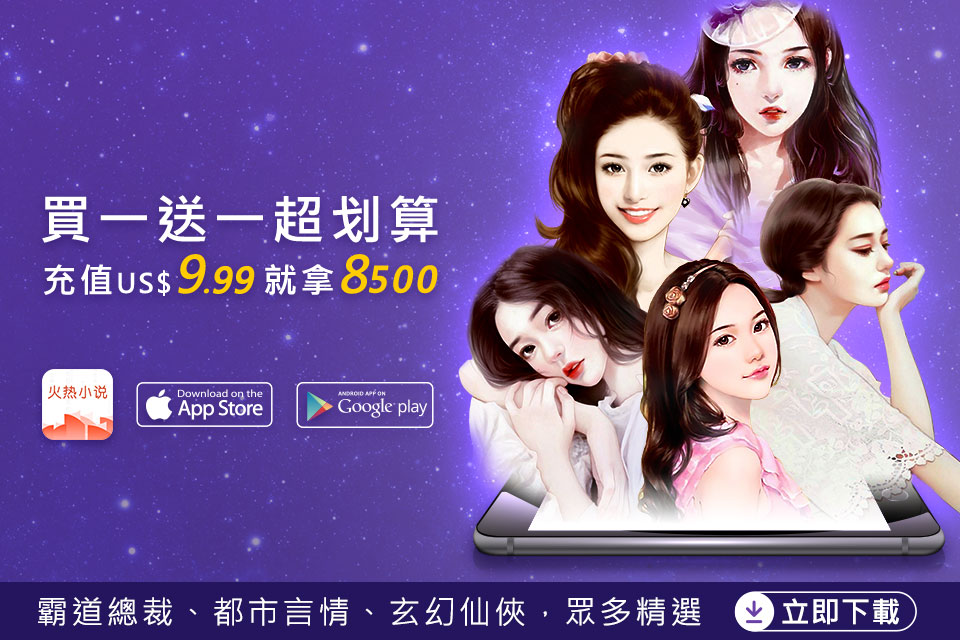 買一送一超划算
充值US$9.99就拿8500
火热小说
Download on the
App Store
ANDROID APP ON
Google play
霸道總裁、都市言情、玄幻仙俠，眾多精選
立即下載